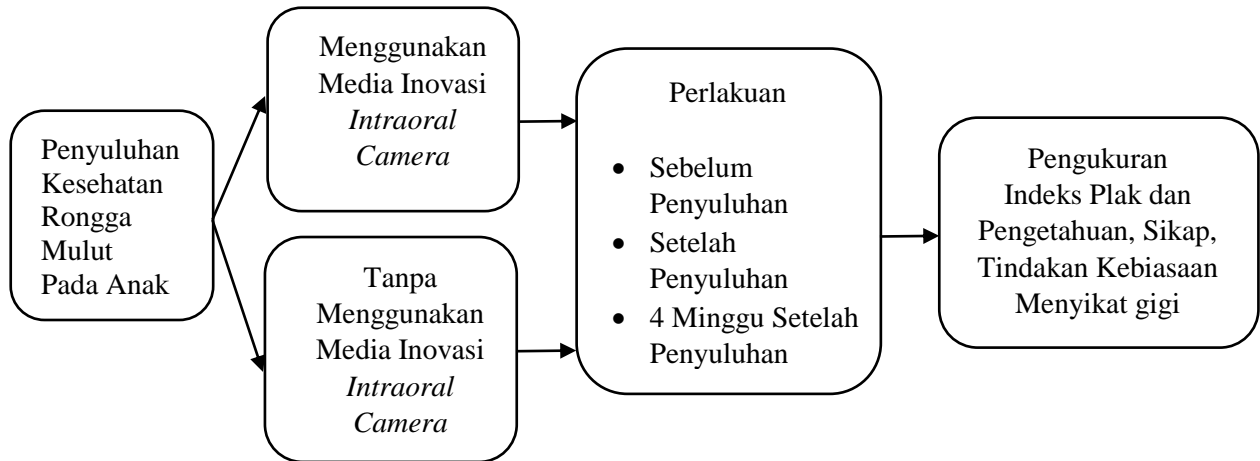 Penyuluhan
Kesehatan
Rongga
Mulut
Pada Anak
Menggunakan
Media Inovasi
Intraoral
Camera
Tanpa
Menggunakan
Media Inovasi
Intraoral
Camera
Perlakuan
• Sebelum
Penyuluhan
• Setelah
Penyuluhan
• 4 Minggu Setelah
Penyuluhan
Pengukuran
Indeks Plak dan
Pengetahuan, Sikap,
Tindakan Kebiasaan
Menyikat gigi